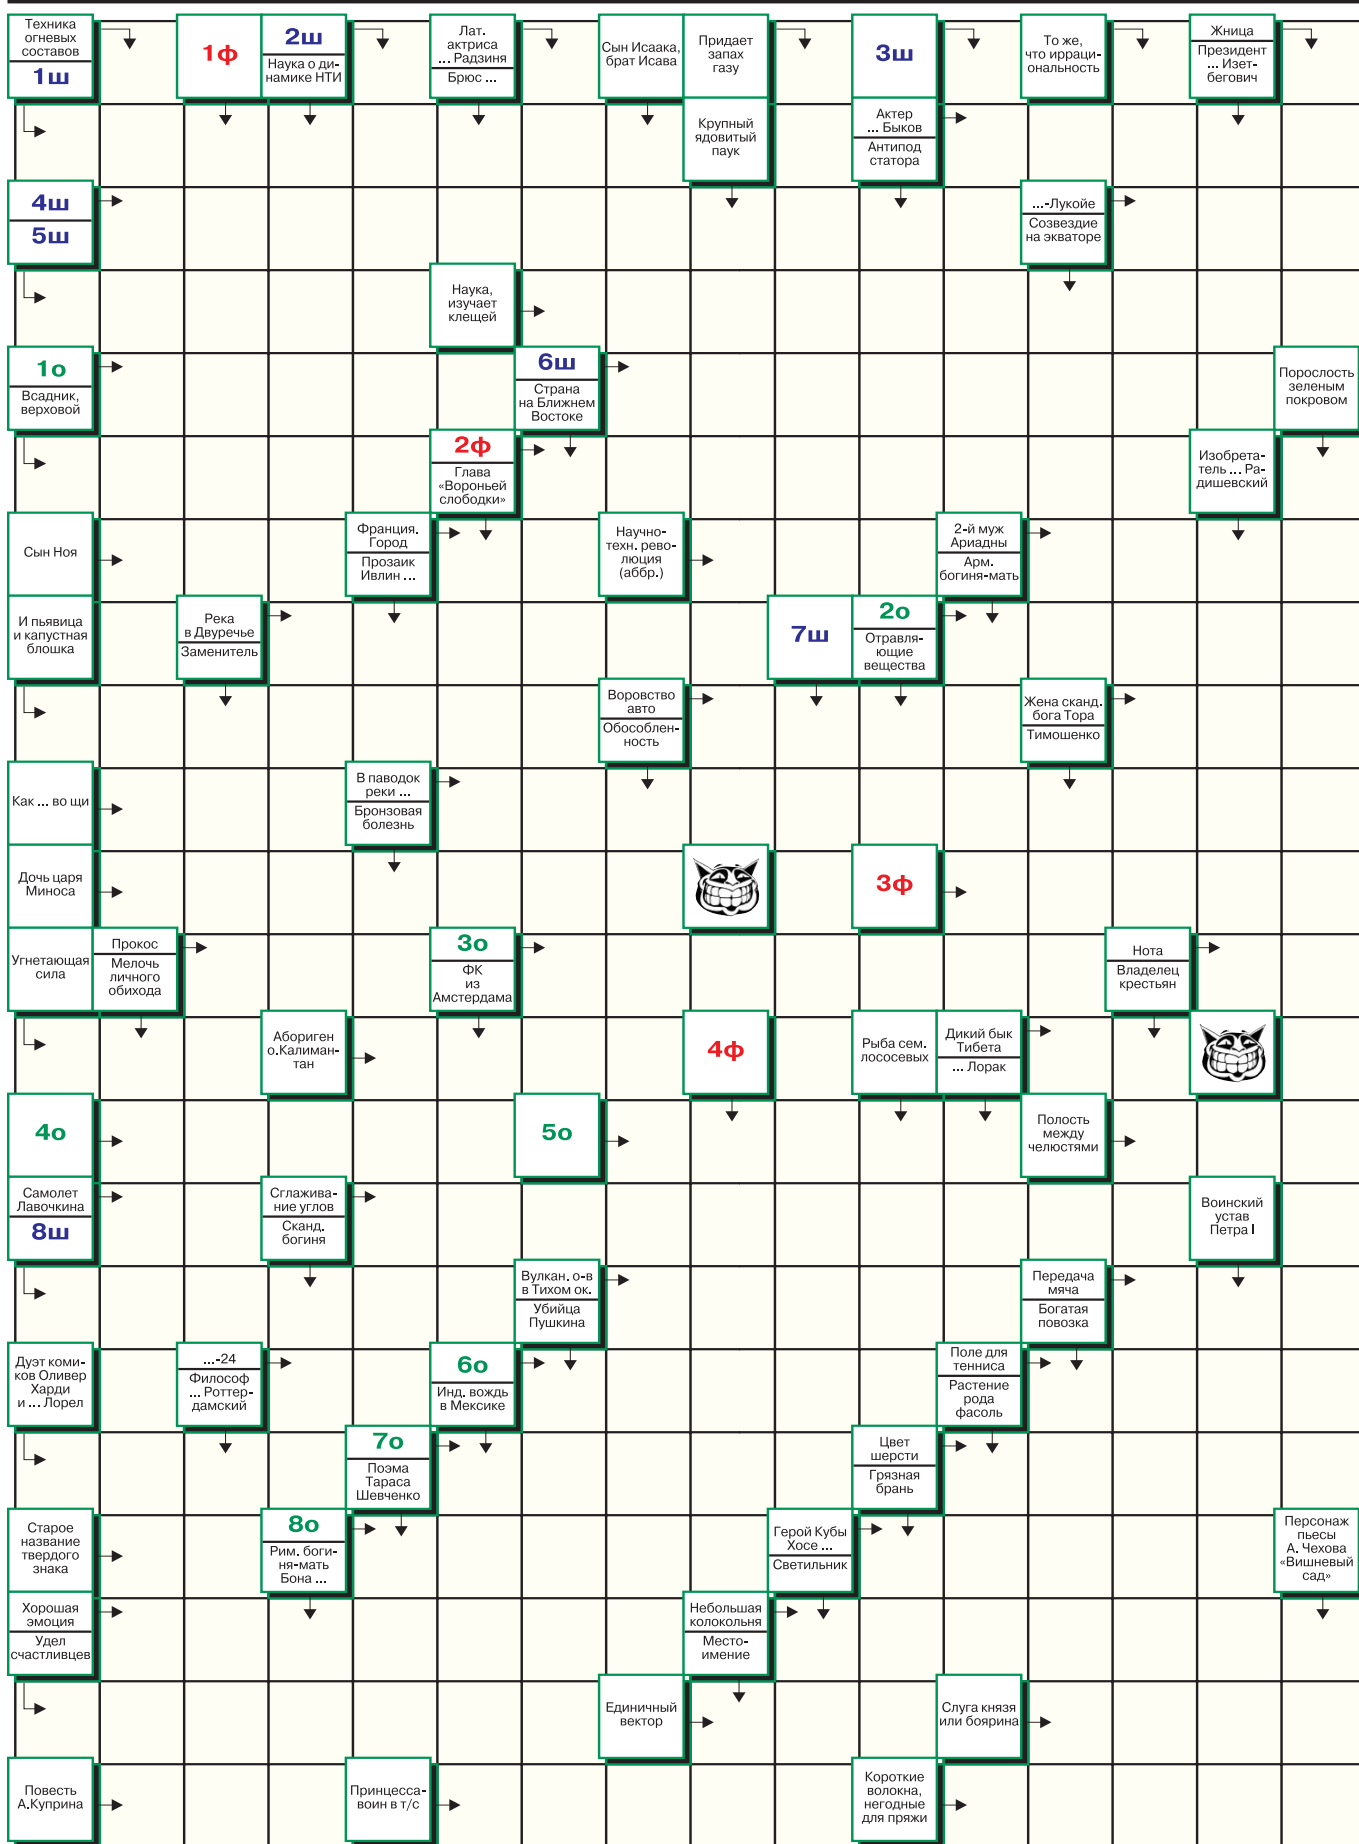 Техника
огневых
составов
1ш
1ф
2ш
Наука о ди-
намике НТИ
Лат.
актриса
... Радзиня
Брюс ...
Сын Исаака,
брат Исава
Придает
запах
газу
3ш
То же,
что ирраци-
ональность
Жница
Президент
... Изет-
бегович
Крупный
ядовитый
паук
Актер
... Быков
Антипод
статора
4ш
5ш
...-Лукойе
Созвездие
на экваторе
Наука,
изучает
клещей
1о
Всадник,
верховой
6ш
Страна
на Ближнем
Востоке
Порослость
зеленым
покровом
2ф
Глава
«Вороньей
слободки»
Изобрета-
тель ... Ра-
дишевский
Сын Ноя
Франция.
Город
Прозаик
Ивлин ...
Научно-
техн. рево-
люция
(аббр.)
2-й муж
Ариадны
Арм.
богиня-мать
И пьявица
и капустная
блошка
Река
в Двуречье
Заменитель
7ш
2о
Отравля-
ющие
вещества
Воровство
авто
Обособлен-
ность
Жена сканд.
бога Тора
Тимошенко
Как ... во щи
В паводок
реки ...
Бронзовая
болезнь
Дочь царя
Миноса
3ф
Угнетающая
сила
Прокос
Мелочь
личного
обихода
3о
ФК
из
Амстердама
Нота
Владелец
крестьян
Абориген
о.Калиман-
тан
4ф
Рыба сем.
лососевых
Дикий бык
Тибета
... Лорак
4о
5о
Полость
между
челюстями
Самолет
Лавочкина
8ш
Сглажива-
ние углов
Сканд.
богиня
Воинский
устав
Петра I
Вулкан. о-в
в Тихом ок.
Убийца
Пушкина
Передача
мяча
Богатая
повозка
Дуэт коми-
ков Оливер
Харди
и ... Лорел
...-24
Философ
... Роттер-
дамский
6о
Инд. вождь
в Мексике
Поле для
тенниса
Растение
рода
фасоль
7о
Поэма
Тараса
Шевченко
Цвет
шерсти
Грязная
брань
Старое
название
твердого
знака
8о
Рим. боги-
ня-мать
Бона ...
Герой Кубы
Хосе ...
Светильник
Персонаж
пьесы
А. Чехова
«Вишневый
сад»
Хорошая
эмоция
Удел
счастливцев
Небольшая
колокольня
Место-
имение
Единичный
вектор
Слуга князя
или боярина
Повесть
А.Куприна
Принцесса-
воин в т/с
Короткие
волокна,
негодные
для пряжи